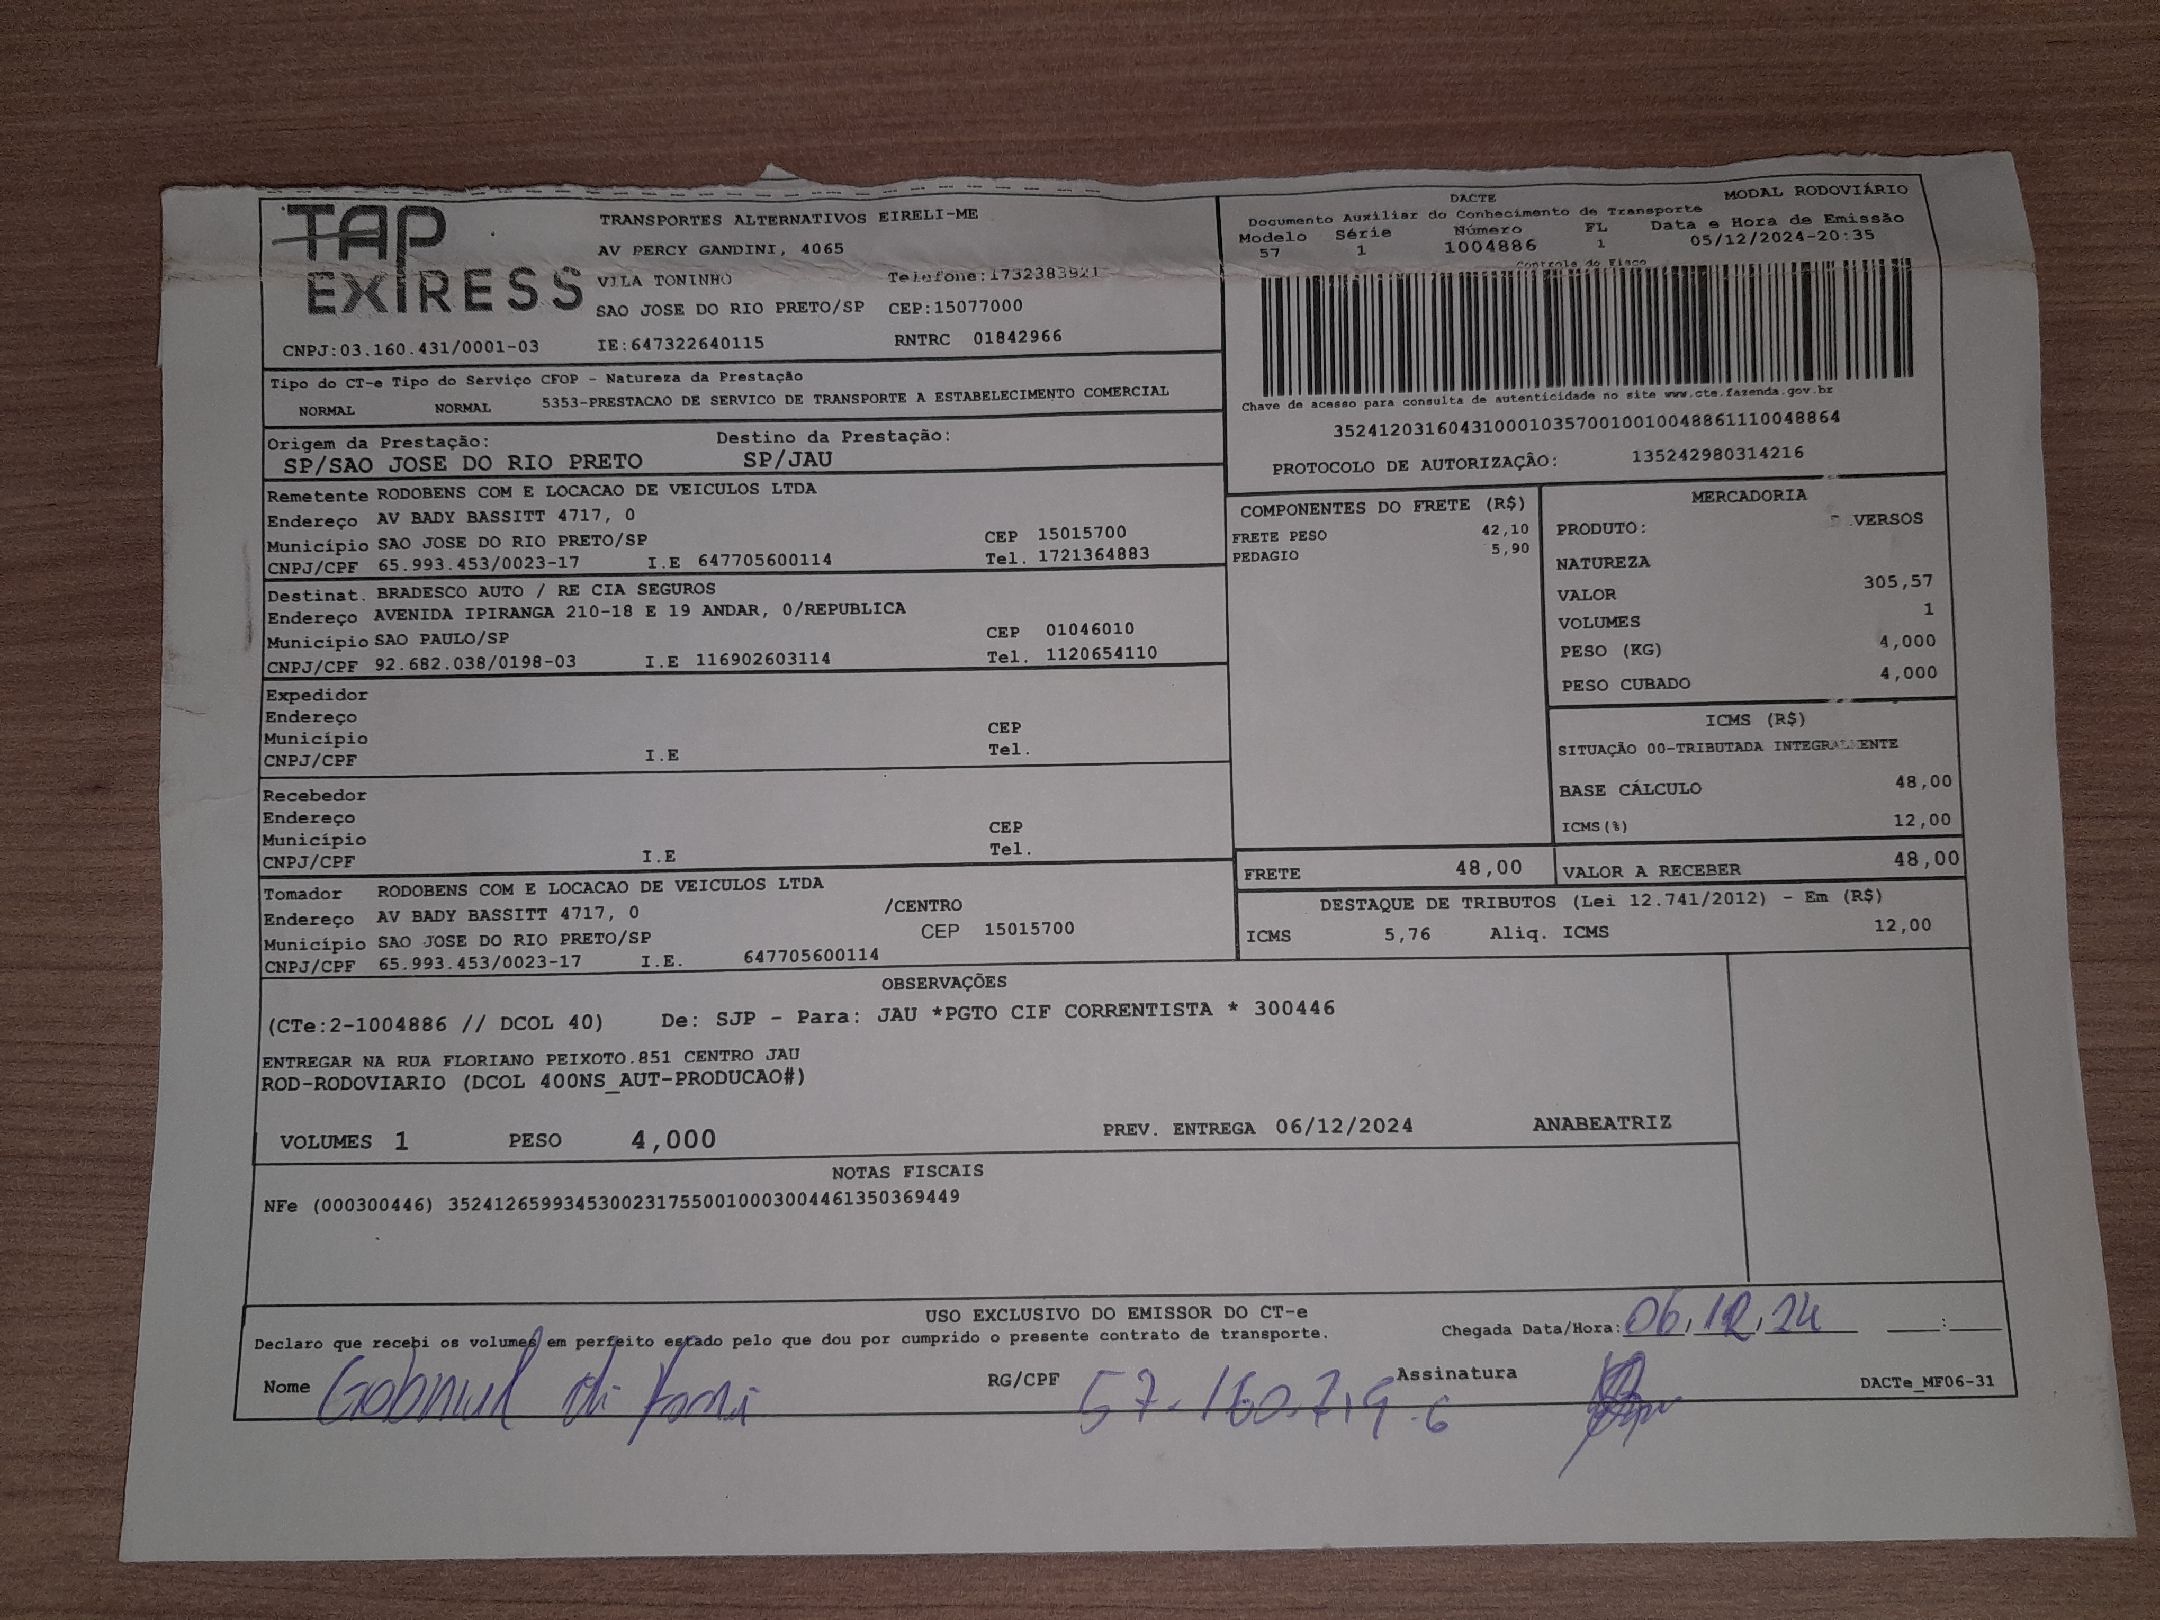 TAP
EXPRESS
TRANSPORTES ALTERNATIVOS EIRELI-ME
AV PERCY GANDINI, 4065
VILA TONINHO Telefone:1732383921
SAO JOSE DO RIO PRETO/SP CEP:15077000
CNPJ:03.160.431/0001-03 IE:647322640115 RNTRC 01842966
DACTE MODAL RODOVIÁRIO
Documento Auxiliar do Conhecimento de Transporte
Modelo Série Número FL Data e Hora de Emissão
57 1 1004886 1 05/12/2024-20:35
Controle do Fisco
Chave de acesso para consulta de autenticidade no site www.cte.fazenda.gov.br
35241203160431000103570010010048861110048864
PROTOCOLO DE AUTORIZAÇÃO: 135242980314216
Tipo do CT-e Tipo do Serviço CFOP - Natureza da Prestação
NORMAL NORMAL 5353-PRESTACAO DE SERVICO DE TRANSPORTE A ESTABELECIMENTO COMERCIAL
Origem da Prestação: Destino da Prestação:
SP/SAO JOSE DO RIO PRETO SP/JAU
Remetente RODOBENS COM E LOCACAO DE VEICULOS LTDA
Endereço AV BADY BASSITT 4717, 0
Município SAO JOSE DO RIO PRETO/SP CEP 15015700
CNPJ/CPF 65.993.453/0023-17 I.E 647705600114 Tel. 1721364883
Destinat. BRADESCO AUTO / RE CIA SEGUROS
Endereço AVENIDA IPIRANGA 210-18 E 19 ANDAR, 0/REPUBLICA
Município SAO PAULO/SP CEP 01046010
CNPJ/CPF 92.682.038/0198-03 I.E 116902603114 Tel. 1120654110
Expedidor
Endereço
Município CEP
CNPJ/CPF I.E Tel.
Recebedor
Endereço
Município CEP
CNPJ/CPF I.E Tel.
Tomador RODOBENS COM E LOCACAO DE VEICULOS LTDA
Endereço AV BADY BASSITT 4717, 0 /CENTRO
Município SAO JOSE DO RIO PRETO/SP CEP 15015700
CNPJ/CPF 65.993.453/0023-17 I.E. 647705600114
COMPONENTES DO FRETE (R$)
FRETE PESO 42,10
PEDAGIO 5,90
MERCADORIA
PRODUTO: DIVERSOS
NATUREZA
VALOR 305,57
VOLUMES 1
PESO (KG) 4,000
PESO CUBADO 4,000
ICMS (R$)
SITUAÇÃO 00-TRIBUTADA INTEGRALMENTE
BASE CÁLCULO 48,00
ICMS(%) 12,00
FRETE 48,00 VALOR A RECEBER 48,00
DESTAQUE DE TRIBUTOS (Lei 12.741/2012) - Em (R$)
ICMS 5,76 Aliq. ICMS 12,00
OBSERVAÇÕES
(CTe:2-1004886 // DCOL 40) De: SJP - Para: JAU *PGTO CIF CORRENTISTA * 300446
ENTREGAR NA RUA FLORIANO PEIXOTO.851 CENTRO JAU
ROD-RODOVIARIO (DCOL 400NS_AUT-PRODUCAO#)
VOLUMES 1 PESO 4,000 PREV. ENTREGA 06/12/2024 ANABEATRIZ
NOTAS FISCAIS
NFe (000300446) 35241265993453002317550010003004461350369449
USO EXCLUSIVO DO EMISSOR DO CT-e
Declaro que recebi os volumes em perfeito estado pelo que dou por cumprido o presente contrato de transporte. Chegada Data/Hora: 06.12.24 :
Nome RG/CPF Assinatura DACTe_MF06-31